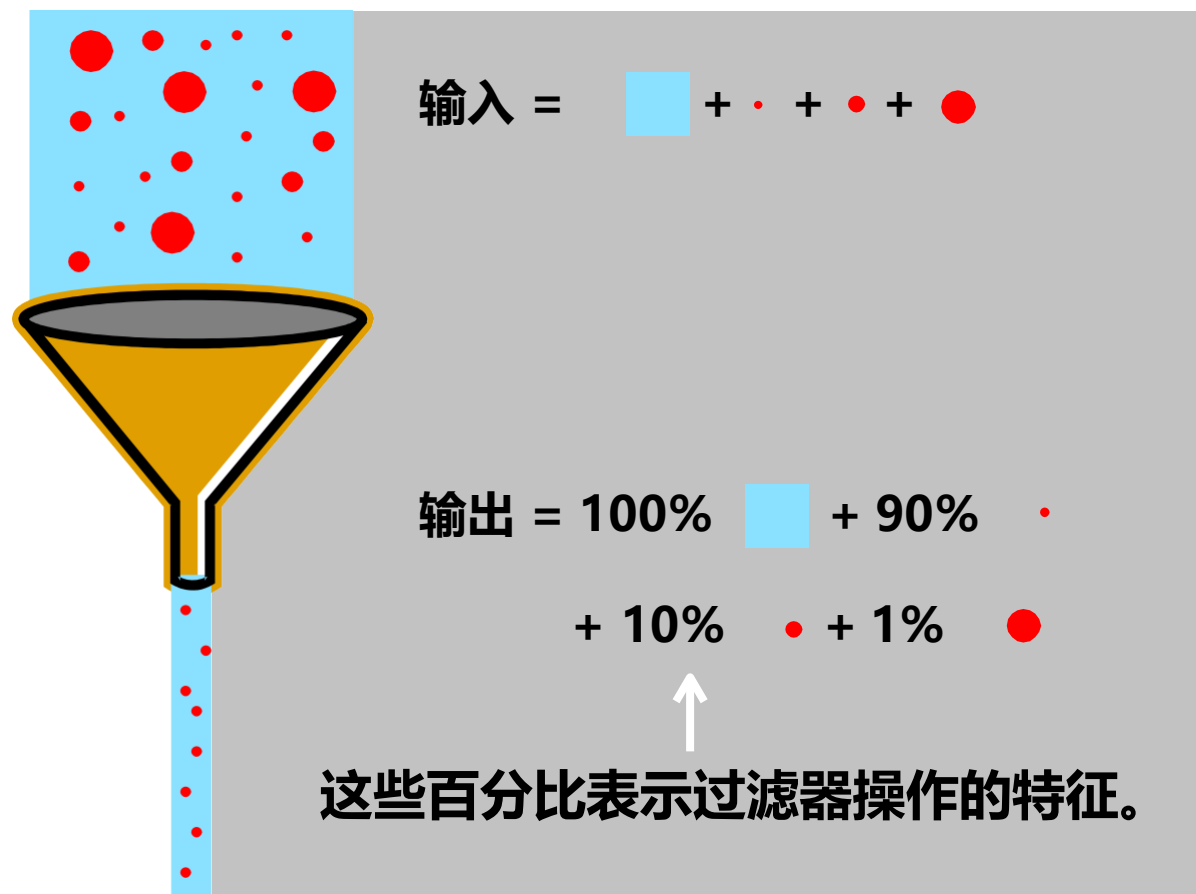 输入 = + + +
输出 = 100% + 90%
+ 10% + 1%
这些百分比表示过滤器操作的特征。